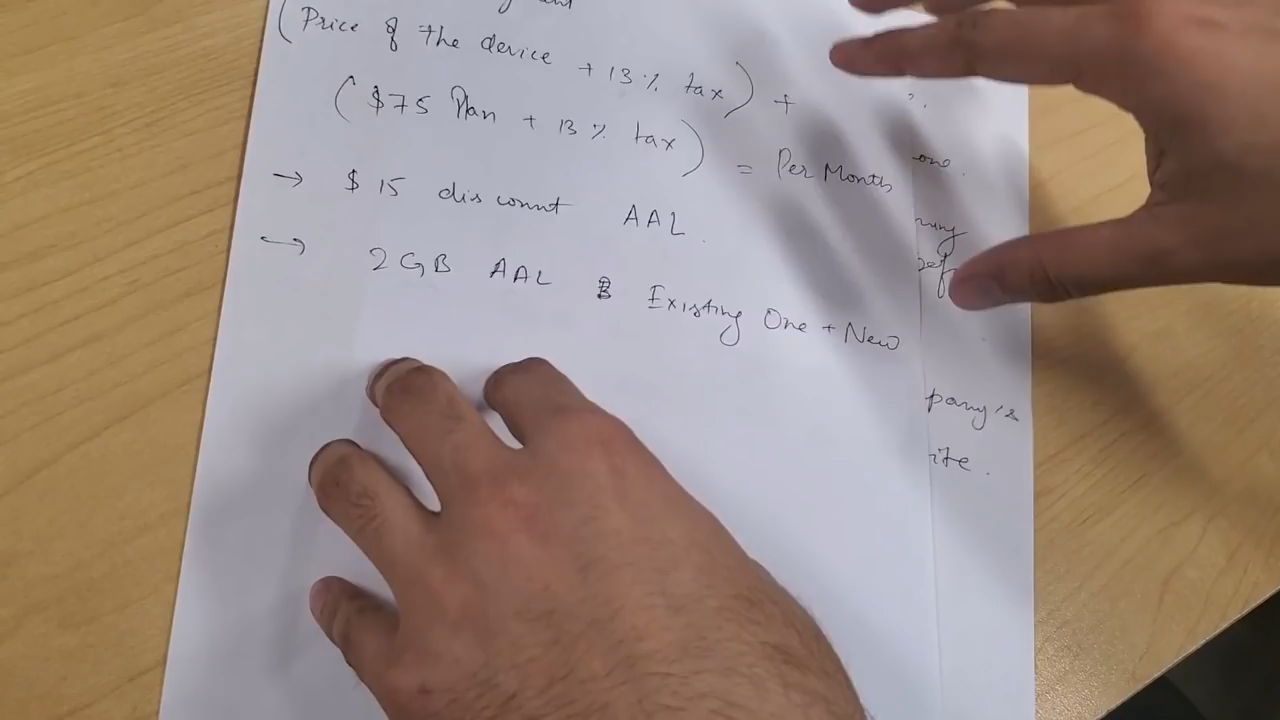 (Price of the device + 13% tax) +
($75 Plan + 13% tax) = Per Month
→ $15 discount AAL.
→ 2GB AAL Existing One + New
one.
pany's
ite.